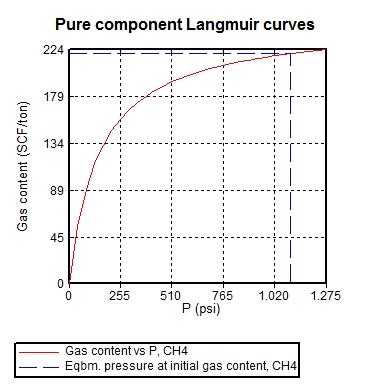 Pure component Langmuir curves
224
179
134
89
45
0
Gas content (SCF/ton)
0 255 510 765 1.020 1.275
P (psi)
Gas content vs P, CH4
Eqbm. pressure at initial gas content, CH4